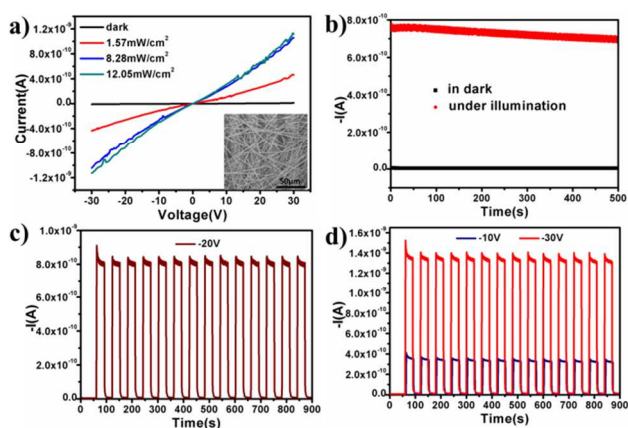 a)
1.2x10⁻⁹
8.0x10⁻¹⁰
4.0x10⁻¹⁰
0.0
-4.0x10⁻¹⁰
-8.0x10⁻¹⁰
-1.2x10⁻⁹
Current(A)
dark
1.57mW/cm²
8.28mW/cm²
12.05mW/cm²
50μm
-30 -20 -10 0 10 20 30
Voltage(V)
b)
8.0x10⁻¹⁰
6.0x10⁻¹⁰
4.0x10⁻¹⁰
2.0x10⁻¹⁰
0.0
-I(A)
in dark
under illumination
0 100 200 300 400 500
Time(s)
c)
1.0x10⁻⁹
8.0x10⁻¹⁰
6.0x10⁻¹⁰
4.0x10⁻¹⁰
2.0x10⁻¹⁰
0.0
-I(A)
-20V
0 100 200 300 400 500 600 700 800 900
Time(s)
d)
1.6x10⁻⁹
1.4x10⁻⁹
1.2x10⁻⁹
1.0x10⁻⁹
8.0x10⁻¹⁰
6.0x10⁻¹⁰
4.0x10⁻¹⁰
2.0x10⁻¹⁰
0.0
-I(A)
-10V -30V
0 100 200 300 400 500 600 700 800 900
Time(s)